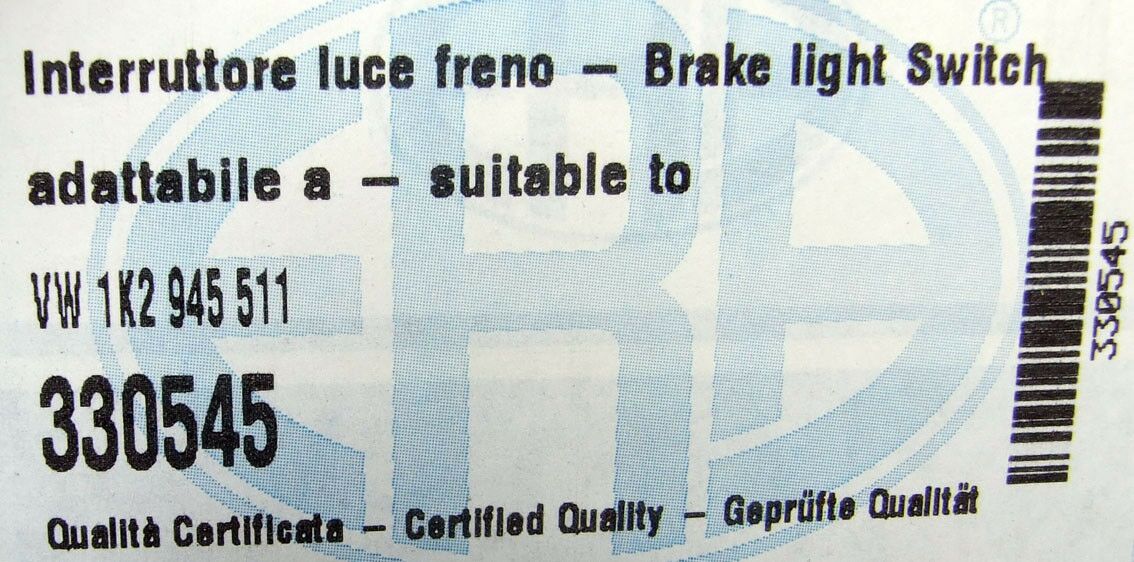 Interruttore luce freno – Brake light Switch
adattabile a – suitable to
VW 1K2 945 511
330545
Qualità Certificata – Certified Quality – Geprüfte Qualität
330545
ERA
®